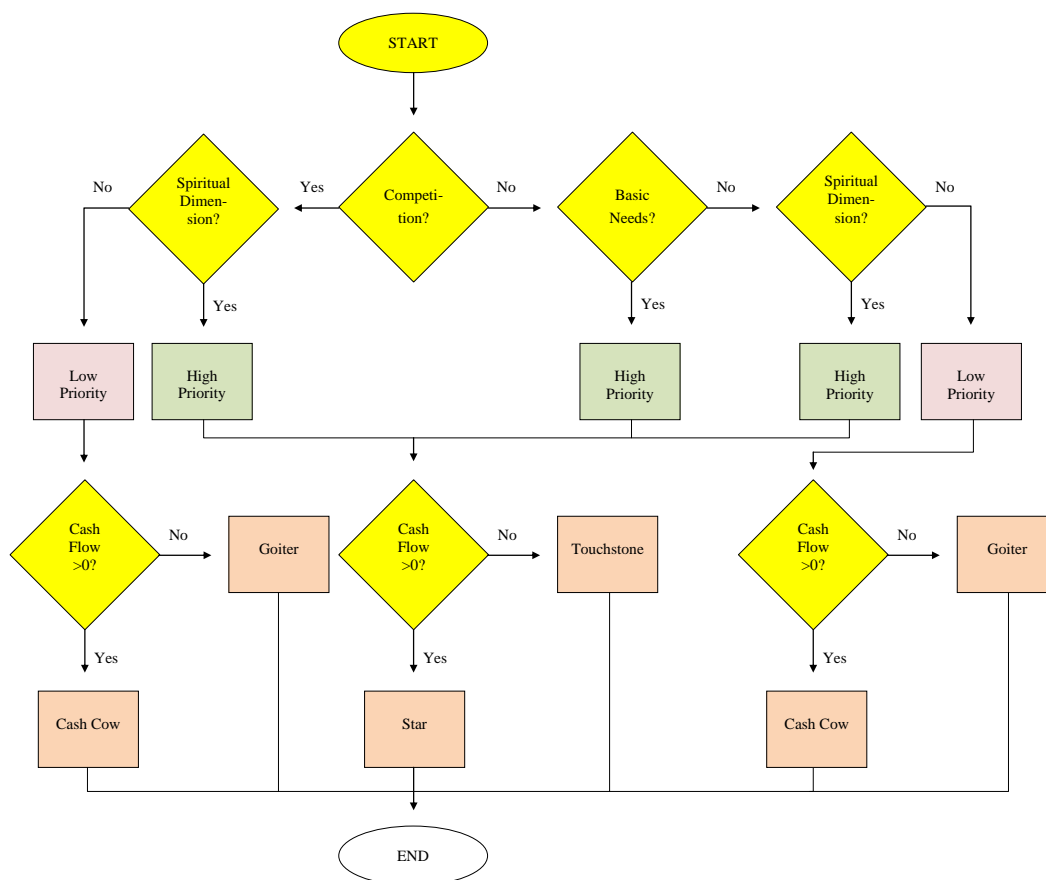 START
No
Spiritual
Dimen-
sion?
Yes
Competi-
tion?
No
Basic
Needs?
No
Spiritual
Dimen-
sion?
No
Yes
Yes
Yes
Low
Priority
High
Priority
High
Priority
High
Priority
Low
Priority
Cash
Flow
>0?
No
Goiter
Cash
Flow
>0?
No
Touchstone
Cash
Flow
>0?
No
Goiter
Yes
Yes
Yes
Cash Cow
Star
Cash Cow
END